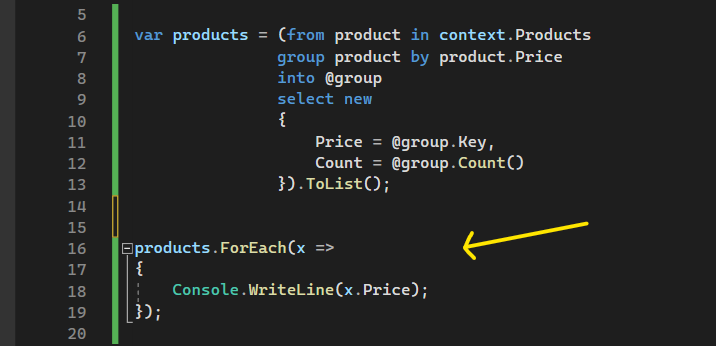 5
6 var products = (from product in context.Products
7 group product by product.Price
8 into @group
9 select new
10 {
11 Price = @group.Key,
12 Count = @group.Count()
13 }).ToList();
14
15
16 products.ForEach(x =>
17 {
18 Console.WriteLine(x.Price);
19 });
20